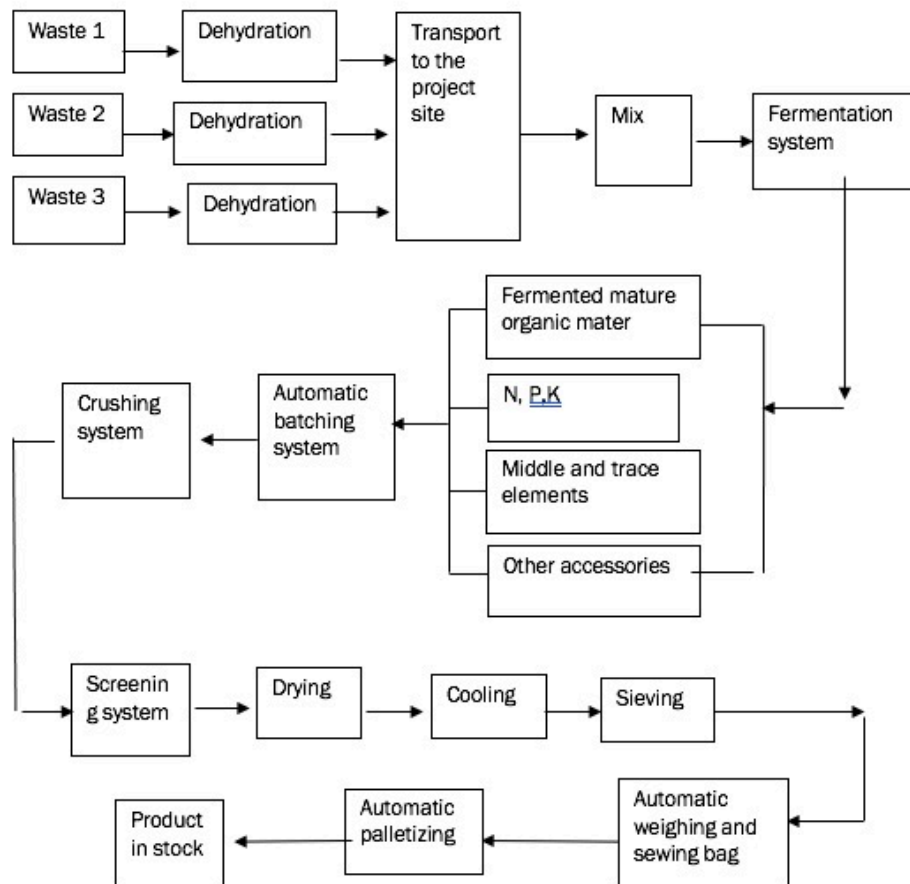 Waste 1
Dehydration
Transport
to the
project
site
Waste 2
Dehydration
Mix
Fermentation
system
Waste 3
Dehydration
Fermented mature
organic mater
N, P,K
Middle and trace
elements
Other accessories
Automatic
batching
system
Crushing
system
Screenin
g system
Drying
Cooling
Sieving
Automatic
weighing and
sewing bag
Automatic
palletizing
Product
in stock